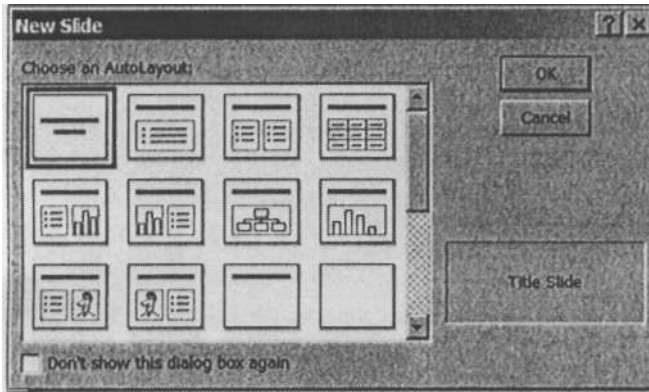 New Slide
Choose an AutoLayout:
OK
Cancel
Title Slide
Don't show this dialog box again